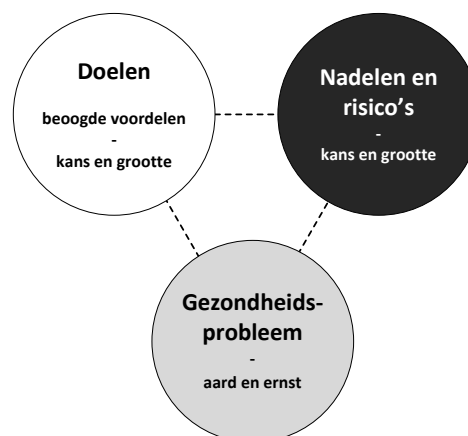 Doelen
beoogde voordelen
-
kans en grootte
Nadelen en
risico’s
-
kans en grootte
Gezondheids-
probleem
-
aard en ernst